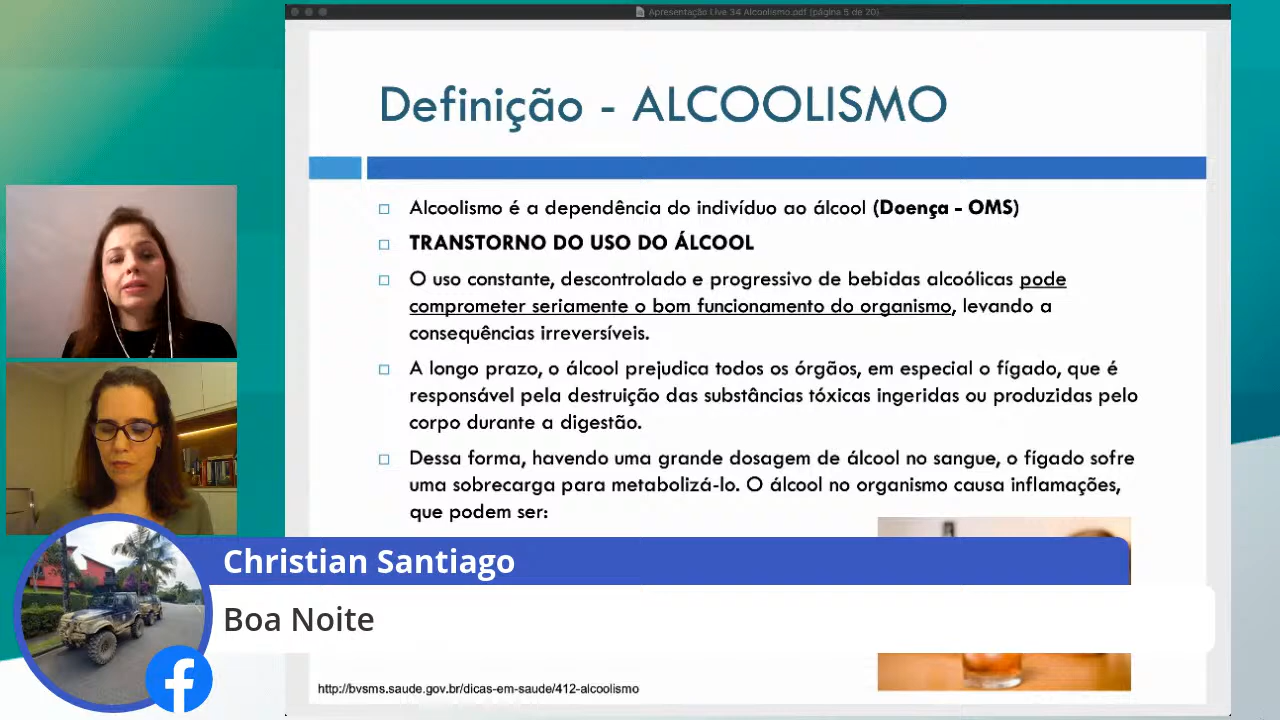 Apresentação Live 34 Alcoolismo.pdf (página 5 de 20)
Definição - ALCOOLISMO
Alcoolismo é a dependência do indivíduo ao álcool (Doença - OMS)
TRANSTORNO DO USO DO ÁLCOOL
O uso constante, descontrolado e progressivo de bebidas alcoólicas pode
comprometer seriamente o bom funcionamento do organismo, levando a
consequências irreversíveis.
A longo prazo, o álcool prejudica todos os órgãos, em especial o fígado, que é
responsável pela destruição das substâncias tóxicas ingeridas ou produzidas pelo
corpo durante a digestão.
Dessa forma, havendo uma grande dosagem de álcool no sangue, o fígado sofre
uma sobrecarga para metabolizá-lo. O álcool no organismo causa inflamações,
que podem ser:
Christian Santiago
Boa Noite
http://bvsms.saude.gov.br/dicas-em-saude/412-alcoolismo